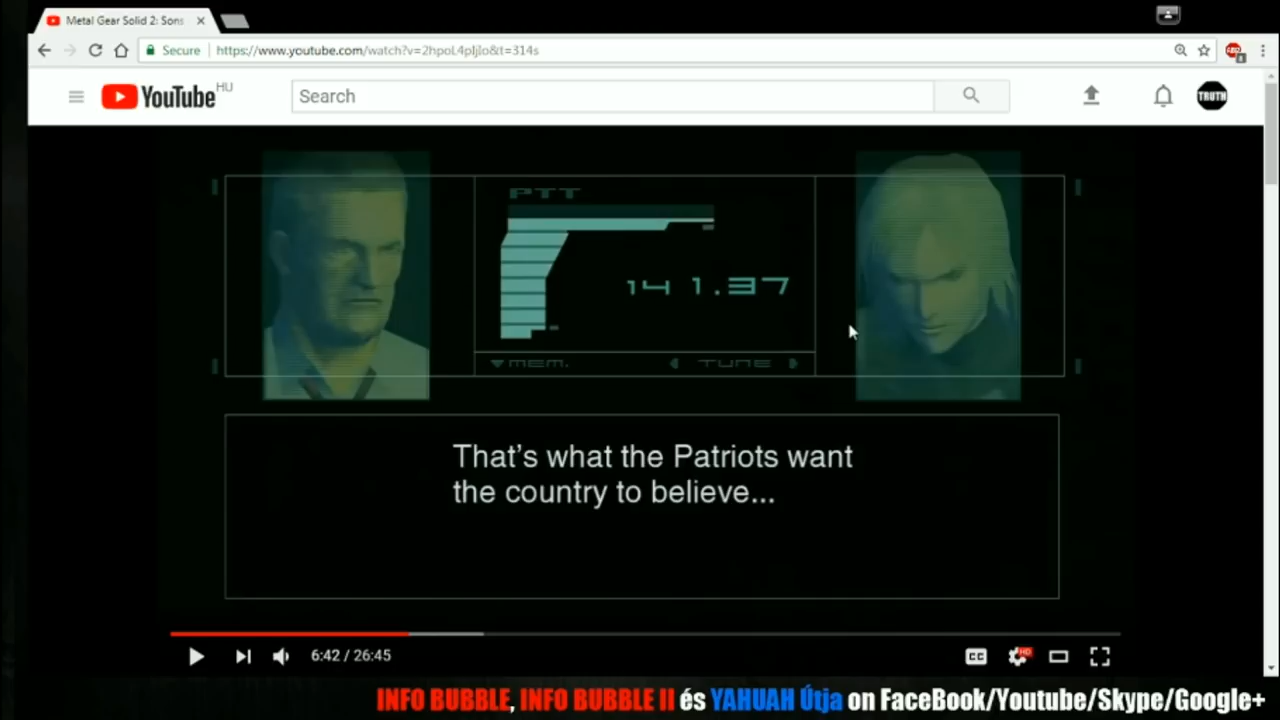 Metal Gear Solid 2: Sons
Secure https://www.youtube.com/watch?v=2hpoL4pIjIo&t=314s
YouTube HU
Search
TRUTH
PTT
141.37
MEM.
TUNE
That's what the Patriots want
the country to believe...
6:42 / 26:45
CC
HD
INFO BUBBLE, INFO BUBBLE II és YAHUAH Útja on FaceBook/Youtube/Skype/Google+